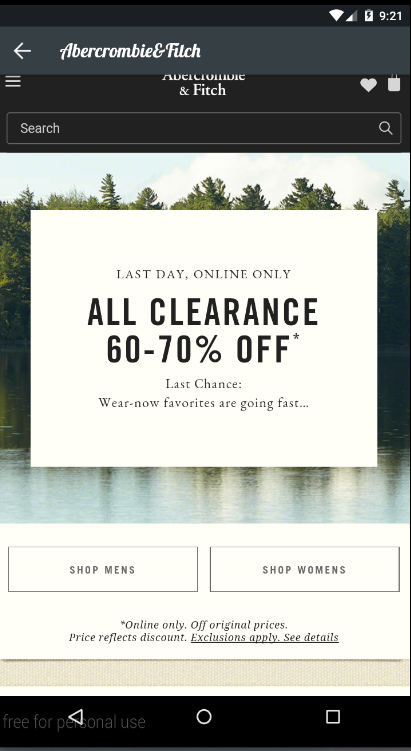 9:21
Abercrombie&Fitch
Abercrombie
& Fitch
Search
LAST DAY, ONLINE ONLY
ALL CLEARANCE
60-70% OFF*
Last Chance:
Wear-now favorites are going fast...
SHOP MENS
SHOP WOMENS
*Online only. Off original prices.
Price reflects discount. Exclusions apply. See details
free for personal use